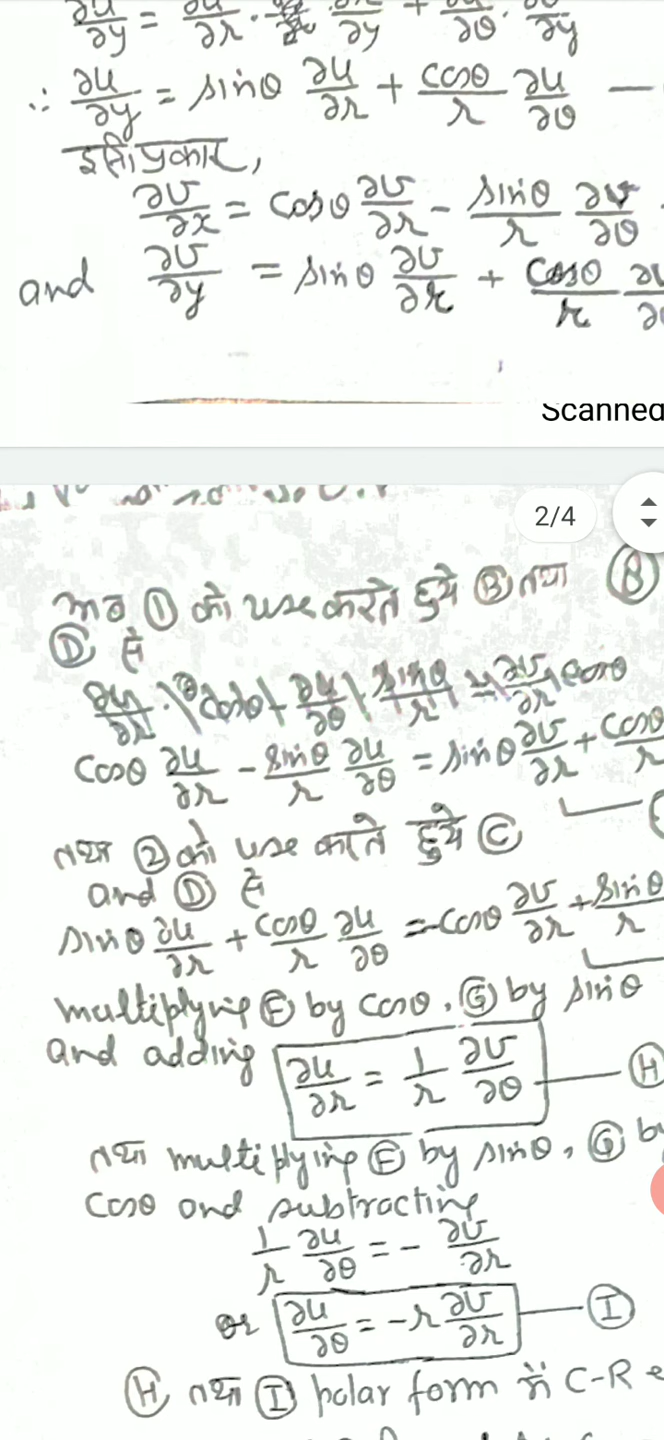 ∂u/∂y = ∂u/∂r · ∂r/∂y + ∂u/∂θ · ∂θ/∂y
∴ ∂u/∂y = sinθ ∂u/∂r + cosθ/r ∂u/∂θ —
इसी प्रकार,
∂v/∂x = cosθ ∂v/∂r - sinθ/r ∂v/∂θ
and ∂v/∂y = sinθ ∂v/∂r + cosθ/r
Scanned
2/4
अब ① को use करते हुये Ⓑ तथा Ⓑ
Ⓓ से
cosθ ∂u/∂r - sinθ/r ∂u/∂θ = sinθ ∂v/∂r + cosθ/r
तथा ② को use करते हुये Ⓒ
and Ⓓ से
sinθ ∂u/∂r + cosθ/r ∂u/∂θ = -cosθ ∂v/∂r + sinθ/r
multiplying Ⓕ by cosθ, Ⓖ by sinθ
and adding ∂u/∂r = 1/r ∂v/∂θ — Ⓗ
तथा multiplying Ⓕ by sinθ, Ⓖ by
cosθ and subtracting
1/r ∂u/∂θ = - ∂v/∂r
or ∂u/∂θ = -r ∂v/∂r — Ⓘ
Ⓗ तथा Ⓘ polar form में C-R e